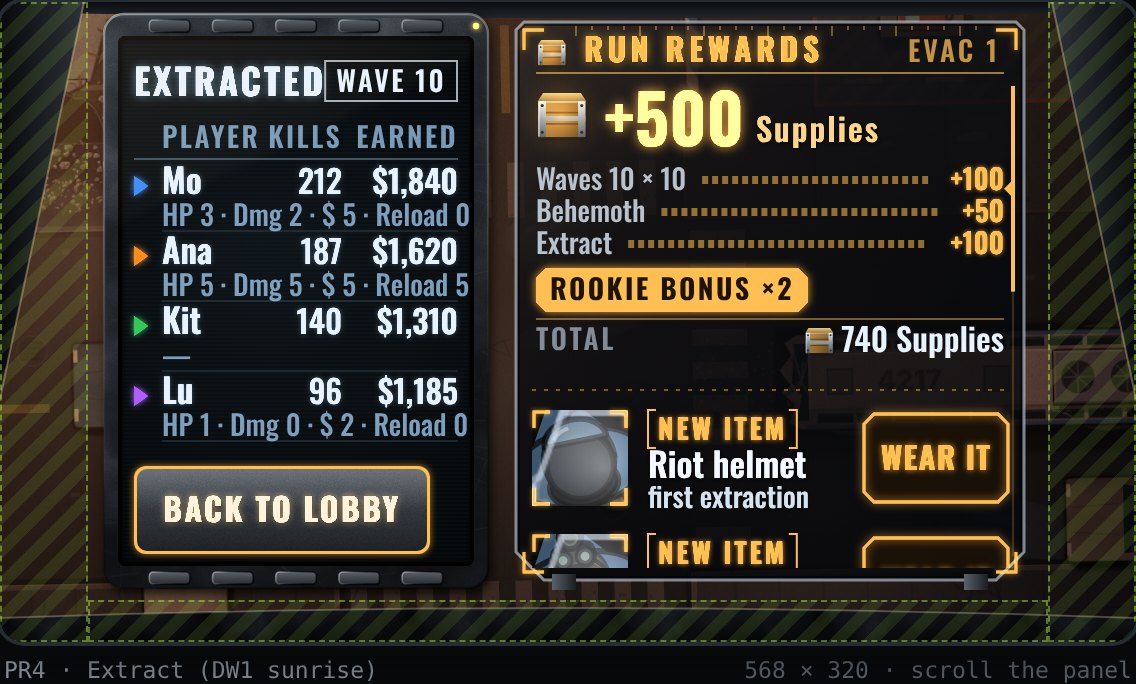 EXTRACTED WAVE 10
PLAYER KILLS EARNED
Mo 212 $1,840
HP 3 · Dmg 2 · $ 5 · Reload 0
Ana 187 $1,620
HP 5 · Dmg 5 · $ 5 · Reload 5
Kit 140 $1,310
—
Lu 96 $1,185
HP 1 · Dmg 0 · $ 2 · Reload 0
BACK TO LOBBY
RUN REWARDS EVAC 1
+500 Supplies
Waves 10 × 10 +100
Behemoth +50
Extract +100
ROOKIE BONUS ×2
TOTAL 740 Supplies
4217
NEW ITEM
Riot helmet
first extraction
WEAR IT
NEW ITEM
PR4 · Extract (DW1 sunrise) 568 × 320 · scroll the panel